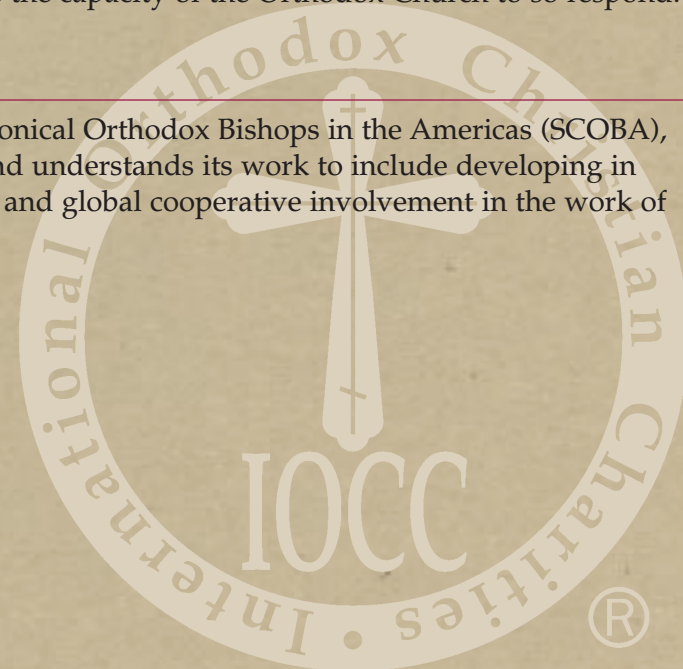 the capacity of the Orthodox Church to so respond.
onical Orthodox Bishops in the Americas (SCOBA),
nd understands its work to include developing in
and global cooperative involvement in the work of
International Orthodox Christian Charities •
IOCC
®